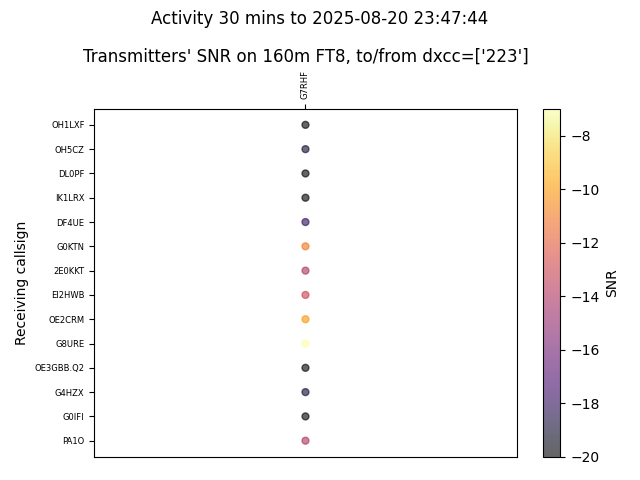 Activity 30 mins to 2025-08-20 23:47:44
Transmitters' SNR on 160m FT8, to/from dxcc=['223']
G7RHF
OH1LXF
OH5CZ
DL0PF
IK1LRX
DF4UE
G0KTN
2E0KKT
EI2HWB
OE2CRM
G8URE
OE3GBB.Q2
G4HZX
G0IFI
PA1O
Receiving callsign
−8
−10
−12
−14
−16
−18
−20
SNR